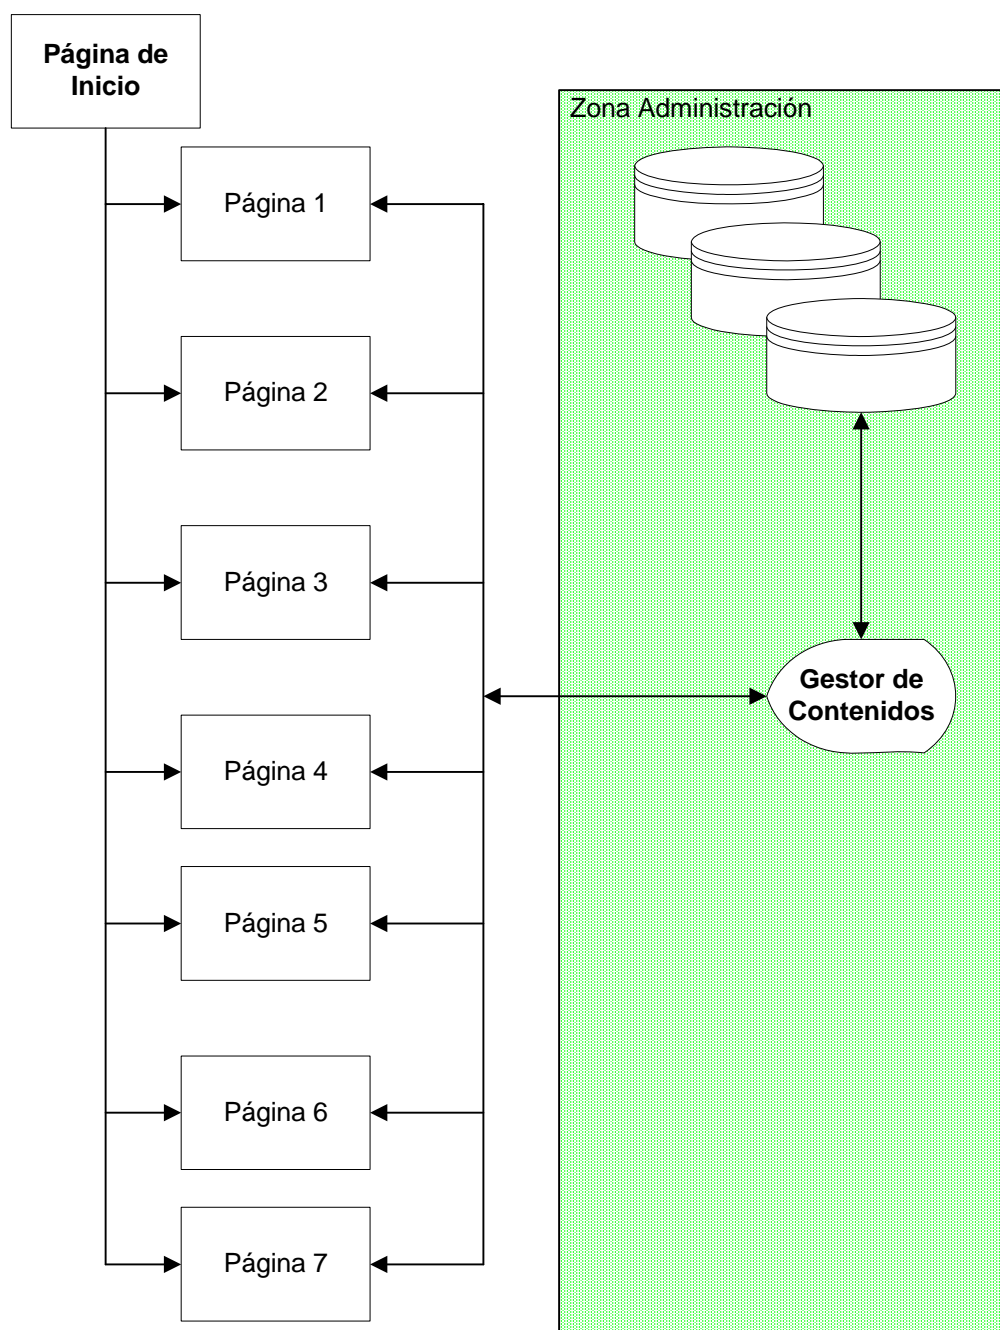 Página de
Inicio
Zona Administración
Página 1
Página 2
Página 3
Gestor de
Contenidos
Página 4
Página 5
Página 6
Página 7